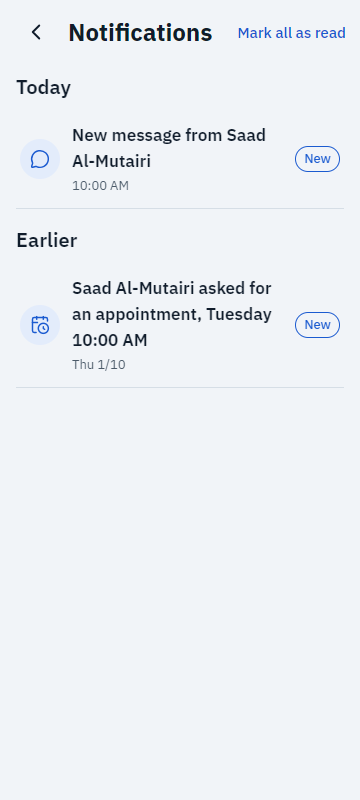 Notifications
Mark all as read
Today
New message from Saad
Al-Mutairi
New
10:00 AM
Earlier
Saad Al-Mutairi asked for
an appointment, Tuesday
New
10:00 AM
Thu 1/10